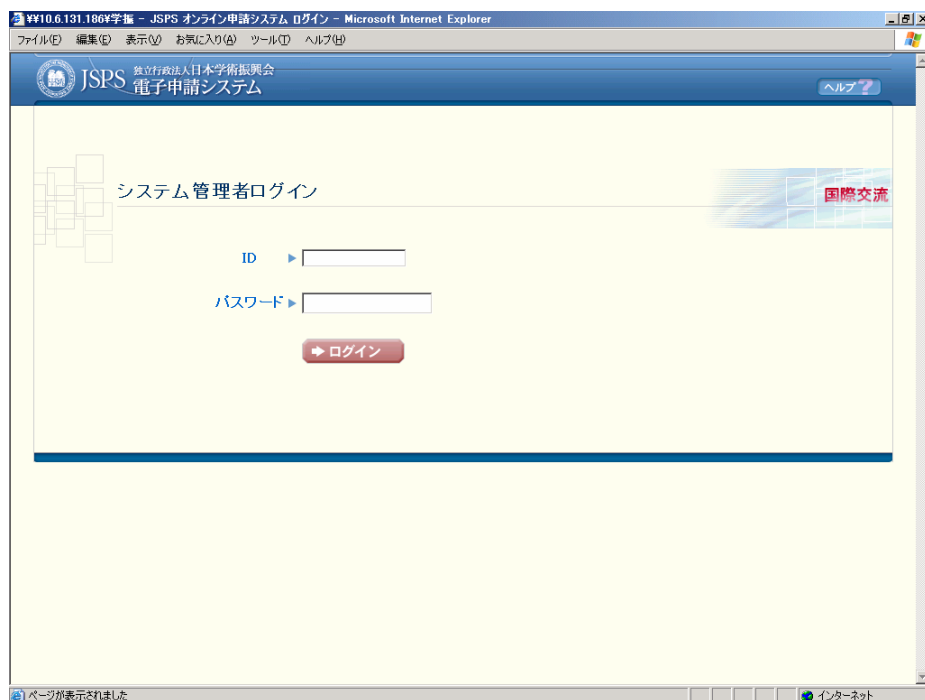 ¥¥10.6.131.186¥学振 - JSPS オンライン申請システム ログイン - Microsoft Internet Explorer
ファイル(F) 編集(E) 表示(V) お気に入り(A) ツール(T) ヘルプ(H)
JSPS 独立行政法人日本学術振興会
電子申請システム
ヘルプ ?
システム管理者ログイン
国際交流
ID
パスワード
ログイン
ページが表示されました
インターネット